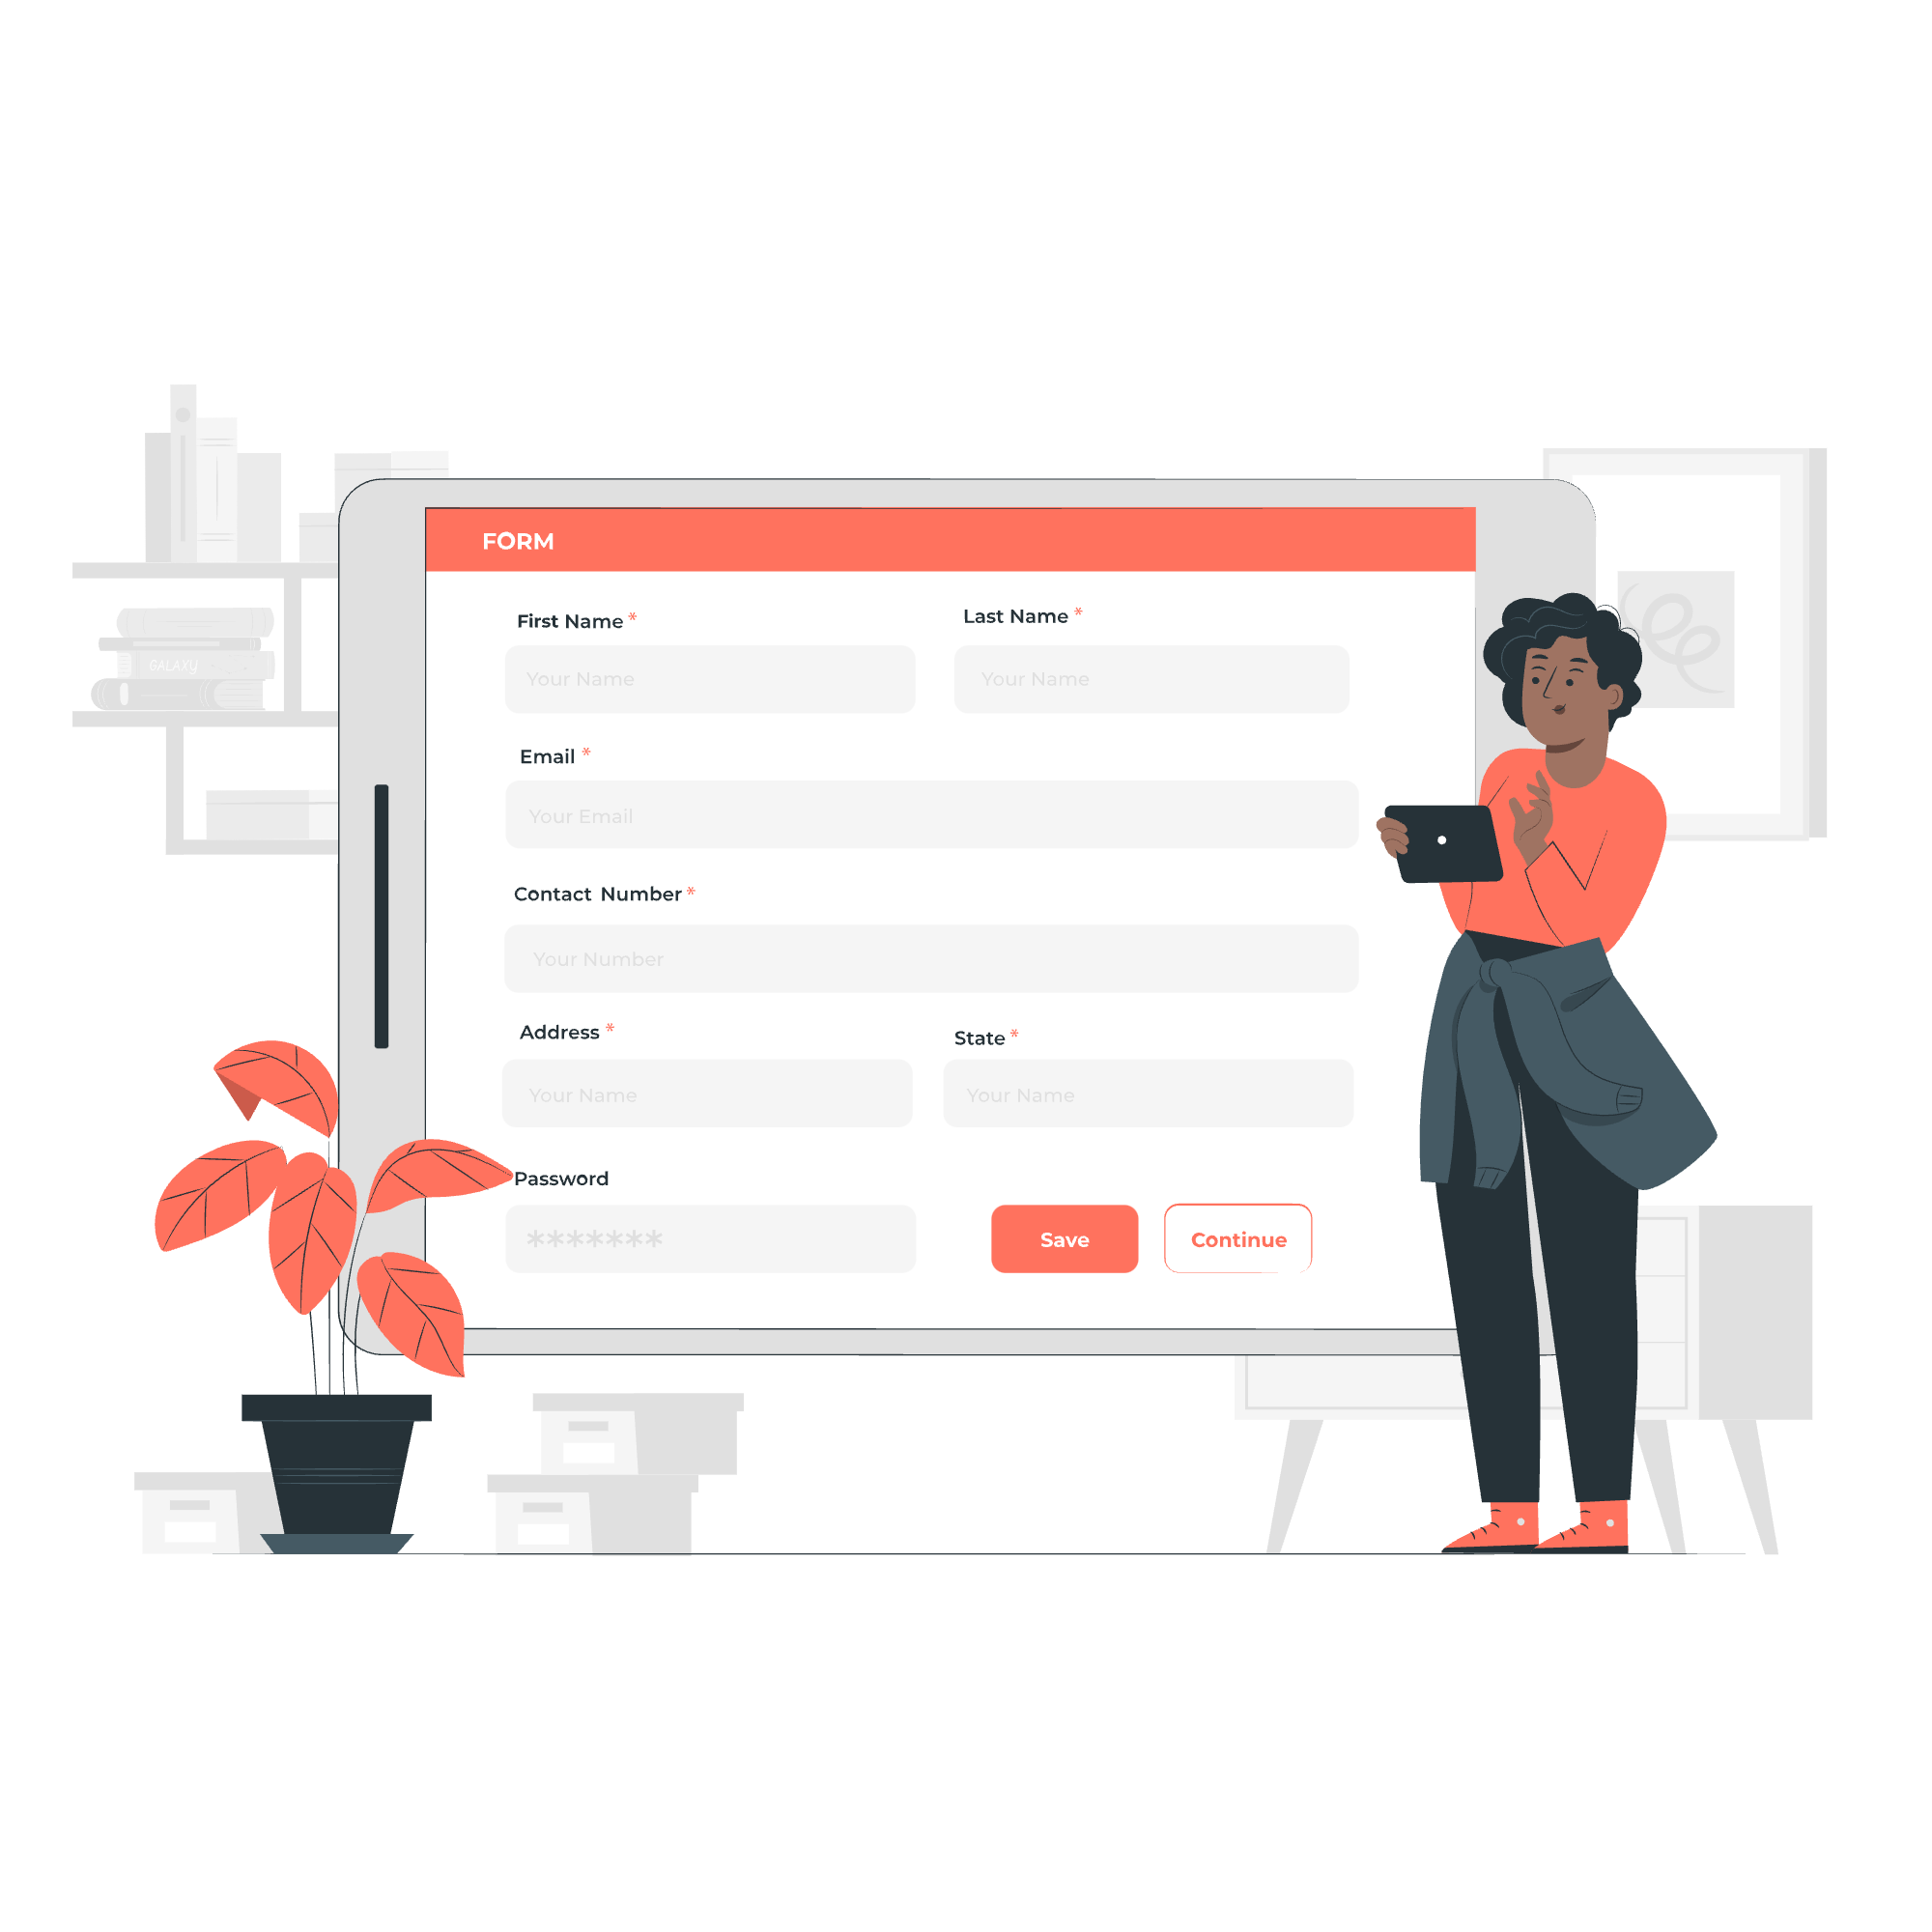 FORM
First Name * Last Name *
Your Name Your Name
Email *
Your Email
Contact Number *
Your Number
Address * State *
Your Name Your Name
Password
*******
Save Continue
GALAXY